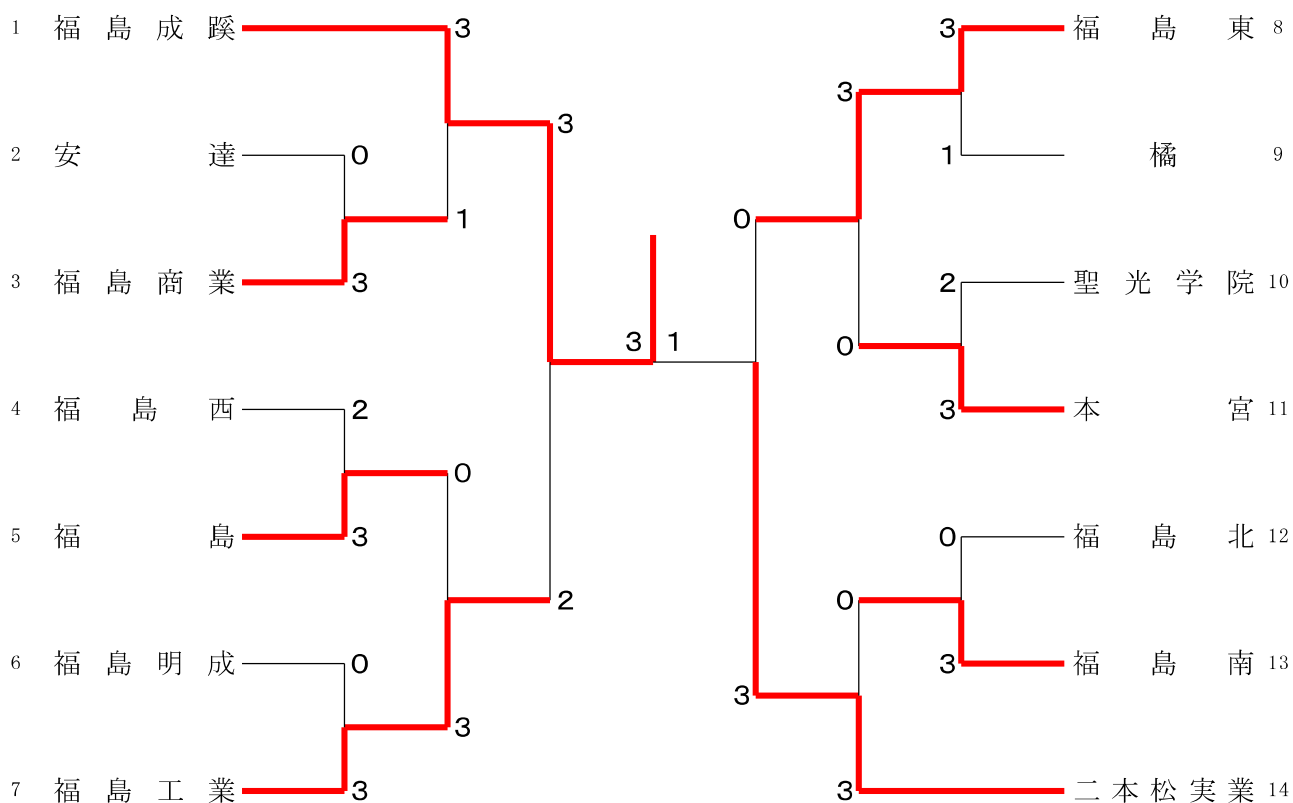 1 福島成蹊 3 3 福島東 8
3 3
2 安達 0 1 橘 9
1 0
3 福島商業 3 2 聖光学院 10
3 1 0
4 福島西 2 3 本宮 11
0
5 福島 3 0 福島北 12
2 0
6 福島明成 0 3 福島南 13
3 3
7 福島工業 3 3 二本松実業 14